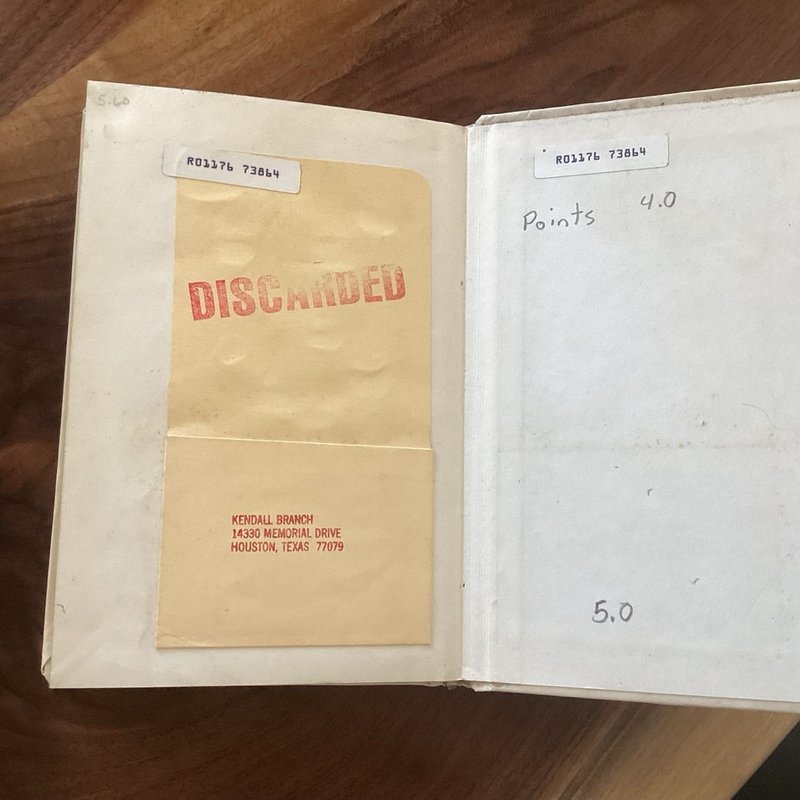 5.60
R01176 73864
DISCARDED
KENDALL BRANCH
14330 MEMORIAL DRIVE
HOUSTON, TEXAS 77079
R01176 73864
Points 4.0
5.0